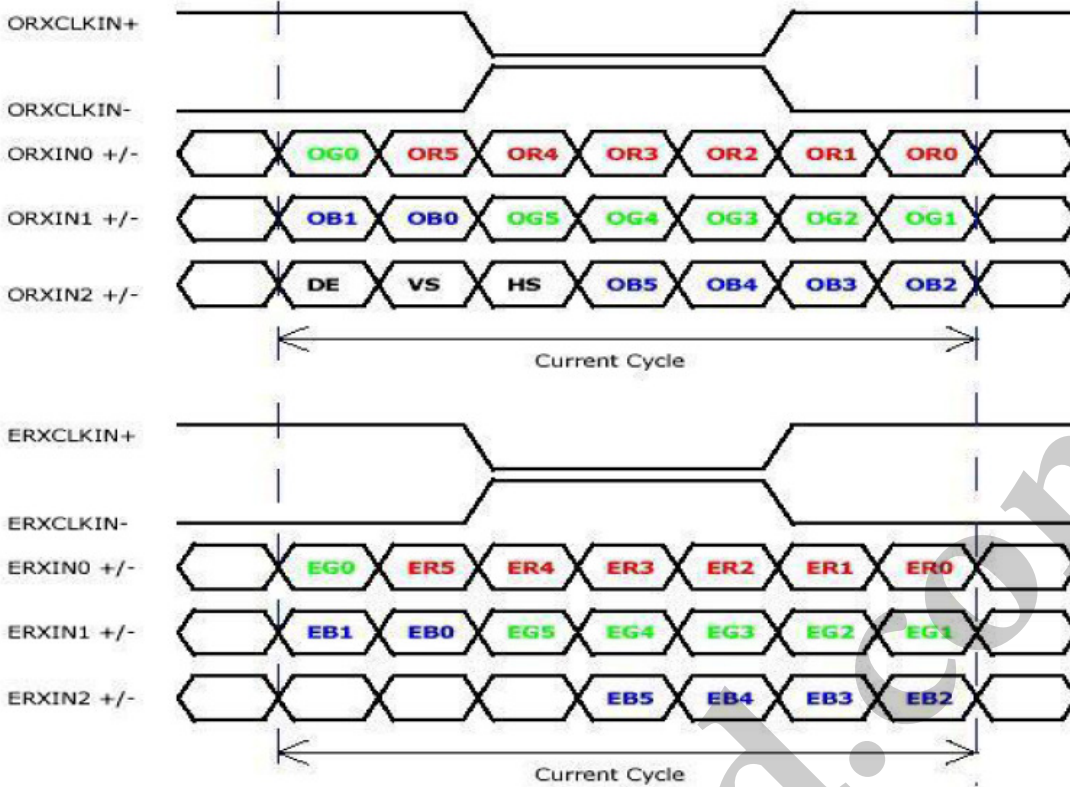 ORXCLKIN+
ORXCLKIN-
ORXIN0 +/- OG0 OR5 OR4 OR3 OR2 OR1 OR0
ORXIN1 +/- OB1 OB0 OG5 OG4 OG3 OG2 OG1
ORXIN2 +/- DE VS HS OB5 OB4 OB3 OB2
Current Cycle
ERXCLKIN+
ERXCLKIN-
ERXIN0 +/- EG0 ER5 ER4 ER3 ER2 ER1 ER0
ERXIN1 +/- EB1 EB0 EG5 EG4 EG3 EG2 EG1
ERXIN2 +/- EB5 EB4 EB3 EB2
Current Cycle